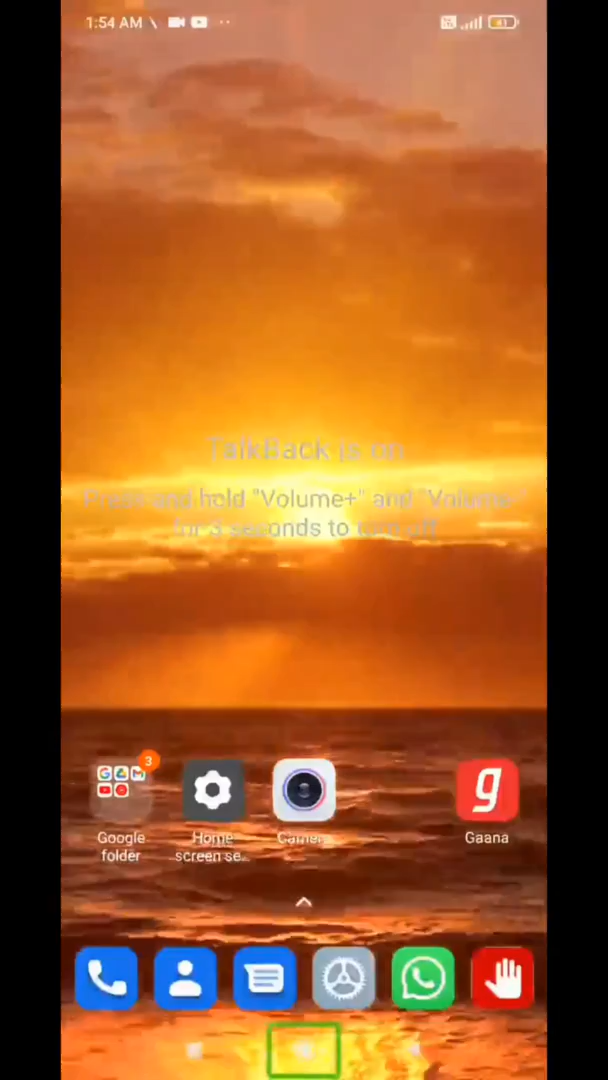 1:54 AM
TalkBack is on
Press and hold "Volume+" and "Volume-"
for 3 seconds to turn off
3
Google
folder
Home
screen se...
Camera
g
Gaana